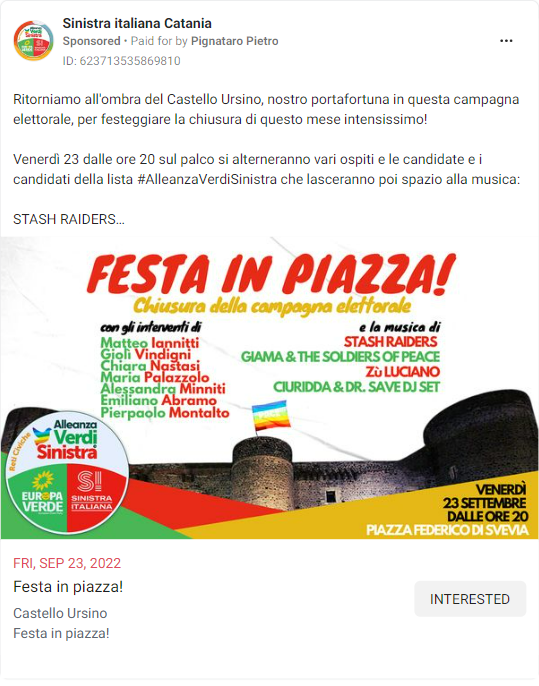 Sinistra italiana Catania
Sponsored • Paid for by Pignataro Pietro
ID: 623713535869810
Ritorniamo all'ombra del Castello Ursino, nostro portafortuna in questa campagna
elettorale, per festeggiare la chiusura di questo mese intensissimo!
Venerdì 23 dalle ore 20 sul palco si alterneranno vari ospiti e le candidate e i
candidati della lista #AlleanzaVerdiSinistra che lasceranno poi spazio alla musica:
STASH RAIDERS...
FESTA IN PIAZZA!
Chiusura della campagna elettorale
con gli interventi di
Matteo Iannitti
Giolì Vindigni
Chiara Nastasi
Maria Palazzolo
Alessandra Minniti
Emiliano Abramo
Pierpaolo Montalto
e la musica di
STASH RAIDERS
GIAMA & THE SOLDIERS OF PEACE
Zù LUCIANO
CIURIDDA & DR. SAVE DJ SET
Alleanza
Verdi
Sinistra
Reti Civiche
EUROPA
VERDE
SI
SINISTRA
ITALIANA
VENERDÌ
23 SETTEMBRE
DALLE ORE 20
PIAZZA FEDERICO DI SVEVIA
FRI, SEP 23, 2022
Festa in piazza!
Castello Ursino
Festa in piazza!
INTERESTED